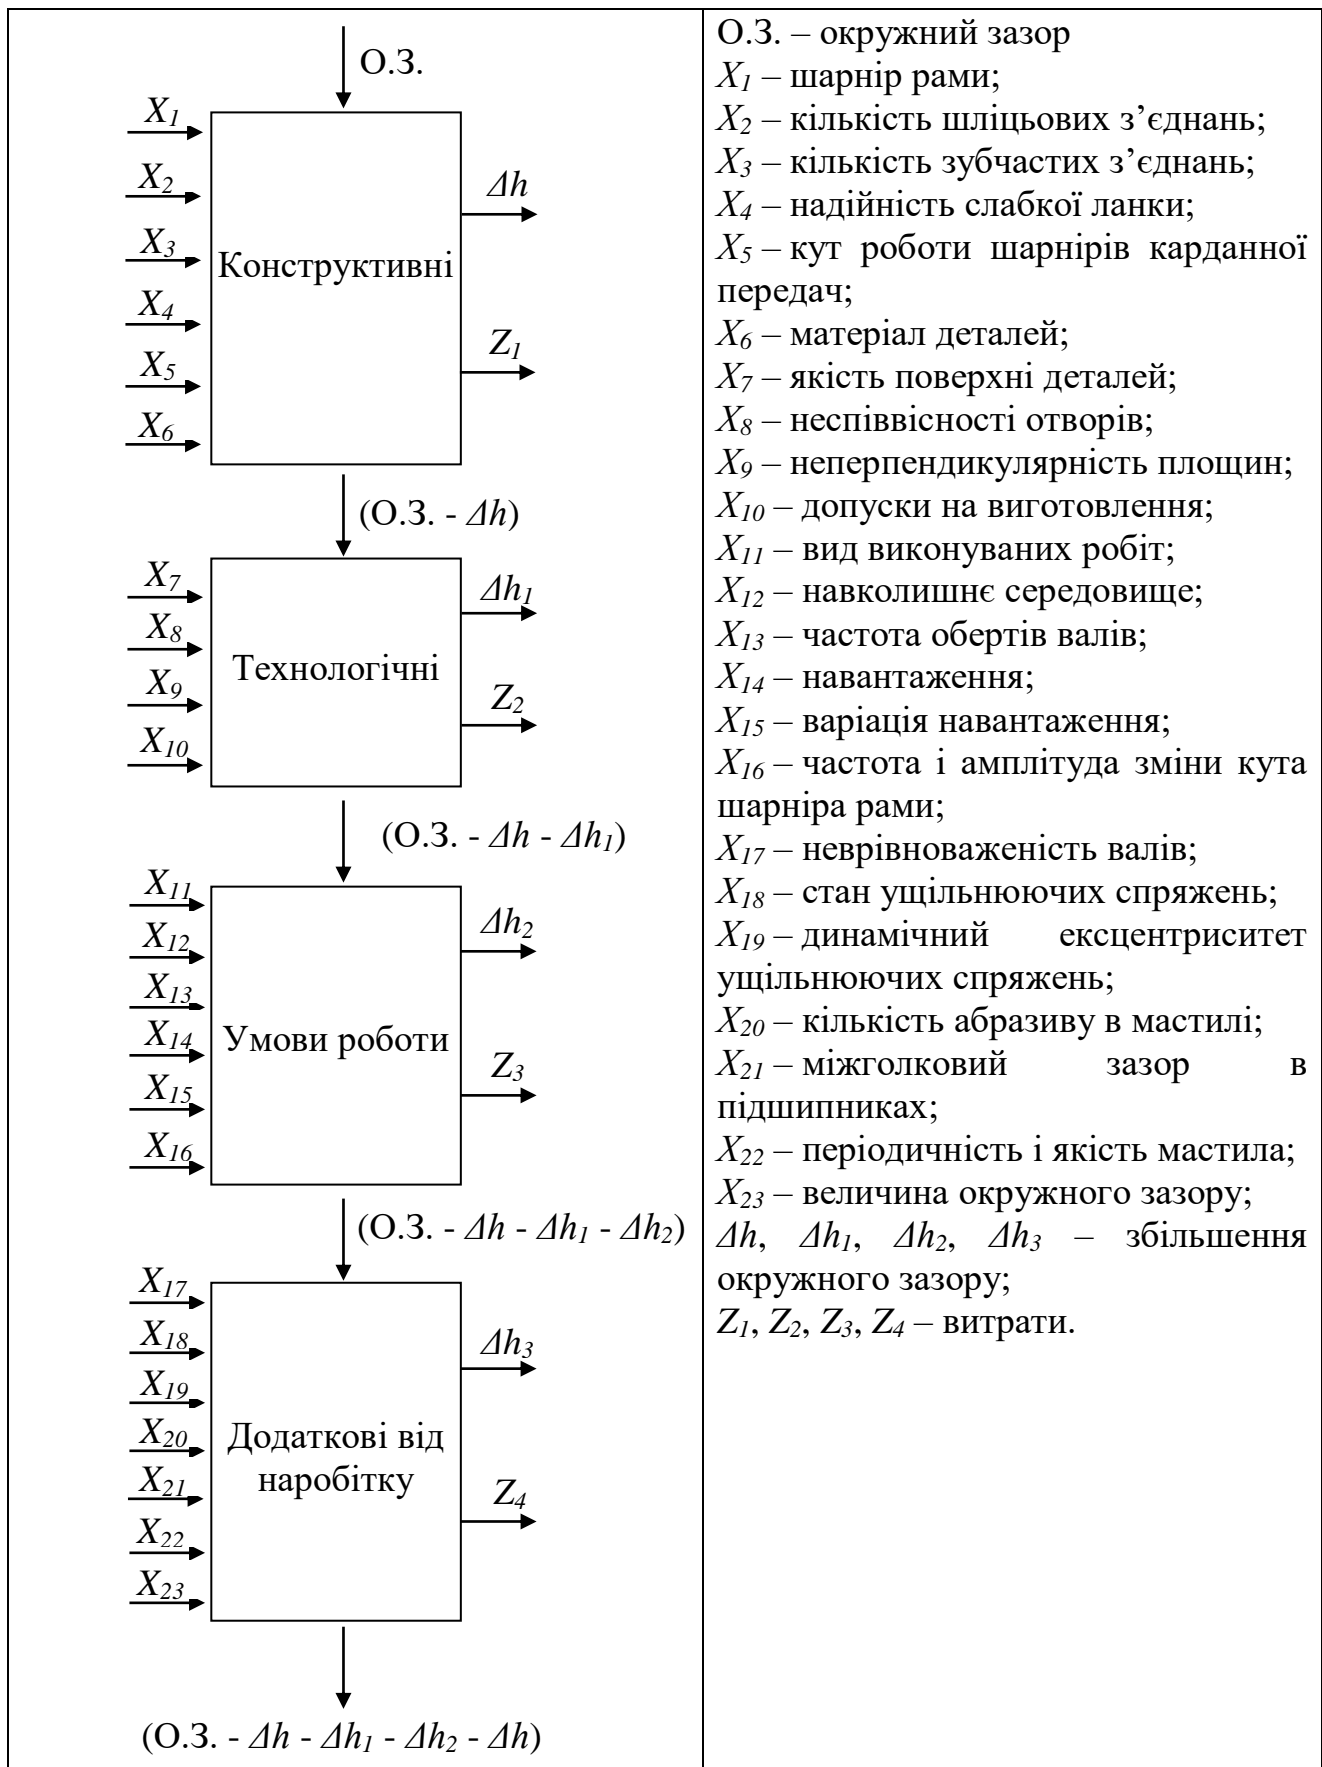 О.З.
X1
X2
X3
X4
X5
X6
Конструктивні
Δh
Z1
(О.З. - Δh)
X7
X8
X9
X10
Технологічні
Δh1
Z2
(О.З. - Δh - Δh1)
X11
X12
X13
X14
X15
X16
Умови роботи
Δh2
Z3
(О.З. - Δh - Δh1 - Δh2)
X17
X18
X19
X20
X21
X22
X23
Додаткові від
наробітку
Δh3
Z4
(О.З. - Δh - Δh1 - Δh2 - Δh)
О.З. – окружний зазор
X1 – шарнір рами;
X2 – кількість шліцьових з’єднань;
X3 – кількість зубчастих з’єднань;
X4 – надійність слабкої ланки;
X5 – кут роботи шарнірів карданної
передач;
X6 – матеріал деталей;
X7 – якість поверхні деталей;
X8 – неспіввісності отворів;
X9 – неперпендикулярність площин;
X10 – допуски на виготовлення;
X11 – вид виконуваних робіт;
X12 – навколишнє середовище;
X13 – частота обертів валів;
X14 – навантаження;
X15 – варіація навантаження;
X16 – частота і амплітуда зміни кута
шарніра рами;
X17 – неврівноваженість валів;
X18 – стан ущільнюючих спряжень;
X19 – динамічний ексцентриситет
ущільнюючих спряжень;
X20 – кількість абразиву в мастилі;
X21 – міжголковий зазор в
підшипниках;
X22 – періодичність і якість мастила;
X23 – величина окружного зазору;
Δh, Δh1, Δh2, Δh3 – збільшення
окружного зазору;
Z1, Z2, Z3, Z4 – витрати.